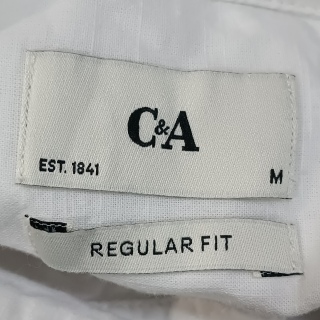 C&A
EST. 1841 M
REGULAR FIT